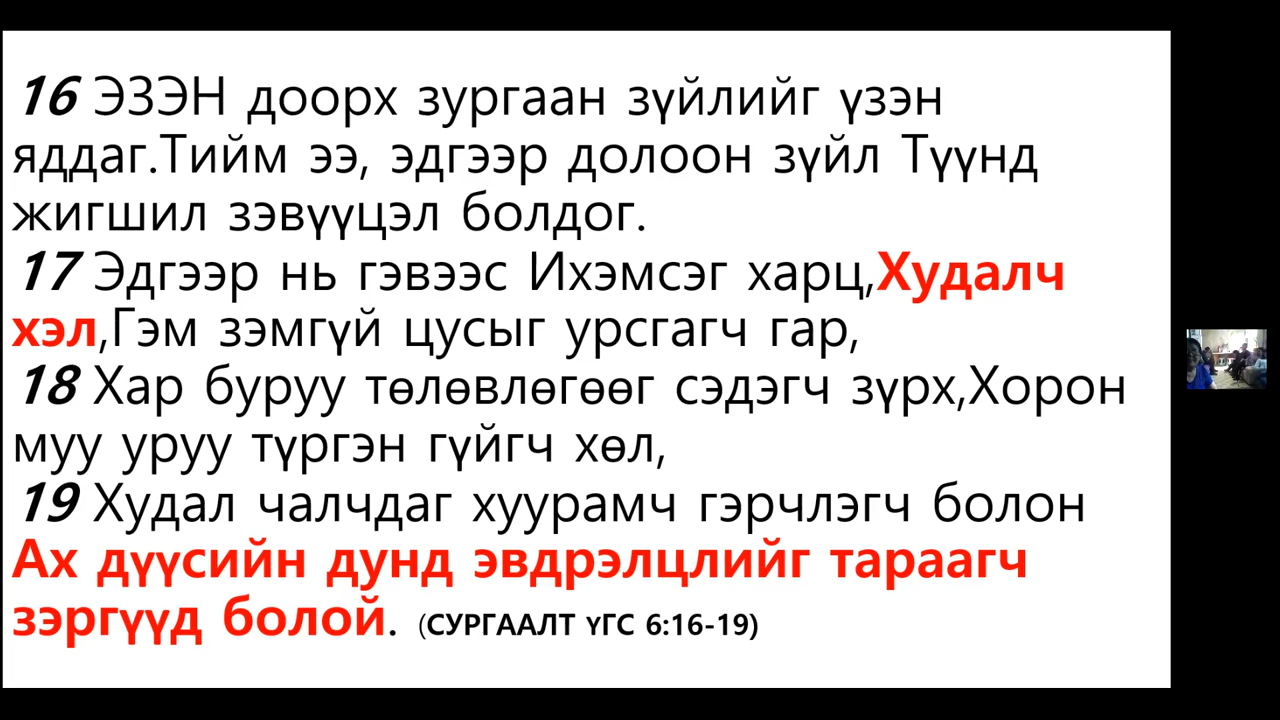 16 ЭЗЭН доорх зургаан зүйлийг үзэн
яддаг.Тийм ээ, эдгээр долоон зүйл Түүнд
жигшил зэвүүцэл болдог.
17 Эдгээр нь гэвээс Ихэмсэг харц,Худалч
хэл,Гэм зэмгүй цусыг урсгагч гар,
18 Хар буруу төлөвлөгөөг сэдэгч зүрх,Хорон
муу уруу түргэн гүйгч хөл,
19 Худал чалчдаг хуурамч гэрчлэгч болон
Ах дүүсийн дунд эвдрэлцлийг тараагч
зэргүүд болой. (СУРГААЛТ ҮГС 6:16-19)